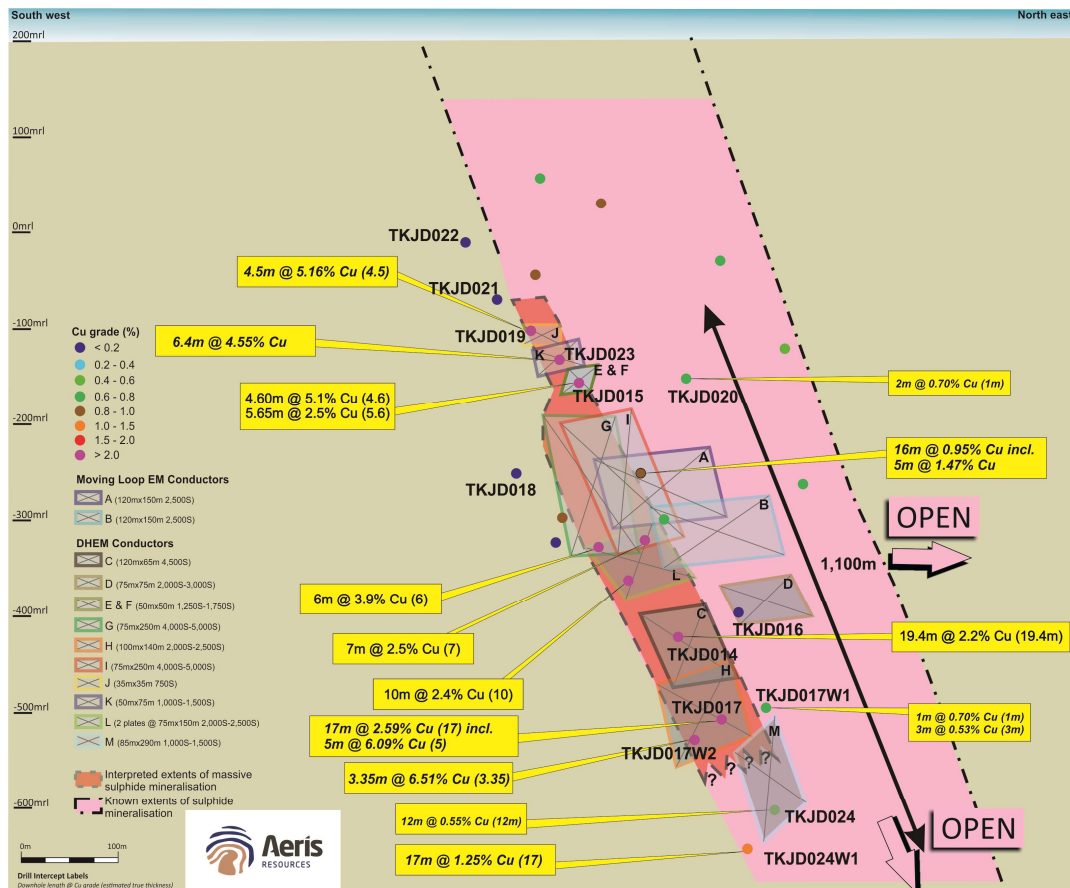 South west
North east
200mrl
100mrl
0mrl
-100mrl
-200mrl
-300mrl
-400mrl
-500mrl
-600mrl
TKJD022
TKJD021
4.5m @ 5.16% Cu (4.5)
TKJD019
J
6.4m @ 4.55% Cu
K
TKJD023
E & F
4.60m @ 5.1% Cu (4.6)
5.65m @ 2.5% Cu (5.6)
TKJD015
TKJD020
2m @ 0.70% Cu (1m)
G
I
A
16m @ 0.95% Cu incl.
5m @ 1.47% Cu
TKJD018
B
OPEN
1,100m
6m @ 3.9% Cu (6)
L
D
7m @ 2.5% Cu (7)
TKJD016
C
19.4m @ 2.2% Cu (19.4m)
TKJD014
10m @ 2.4% Cu (10)
H
TKJD017W1
1m @ 0.70% Cu (1m)
3m @ 0.53% Cu (3m)
17m @ 2.59% Cu (17) incl.
5m @ 6.09% Cu (5)
TKJD017
M
TKJD017W2
3.35m @ 6.51% Cu (3.35)
? ? ? ?
12m @ 0.55% Cu (12m)
TKJD024
OPEN
17m @ 1.25% Cu (17)
TKJD024W1
Cu grade (%)
< 0.2
0.2 - 0.4
0.4 - 0.6
0.6 - 0.8
0.8 - 1.0
1.0 - 1.5
1.5 - 2.0
> 2.0
Moving Loop EM Conductors
A (120mx150m 2,500S)
B (120mx150m 2,500S)
DHEM Conductors
C (120mx65m 4,500S)
D (75mx75m 2,000S-3,000S)
E & F (50mx50m 1,250S-1,750S)
G (75mx250m 4,000S-5,000S)
H (100mx140m 2,000S-2,500S)
I (75mx250m 4,000S-5,000S)
J (35mx35m 750S)
K (50mx75m 1,000S-1,500S)
L (2 plates @ 75mx150m 2,000S-2,500S)
M (85mx290m 1,000S-1,500S)
Interpreted extents of massive
sulphide mineralisation
Known extents of sulphide
mineralisation
0m
100m
Drill Intercept Labels
Downhole length @ Cu grade (estimated true thickness)
Aeris
RESOURCES